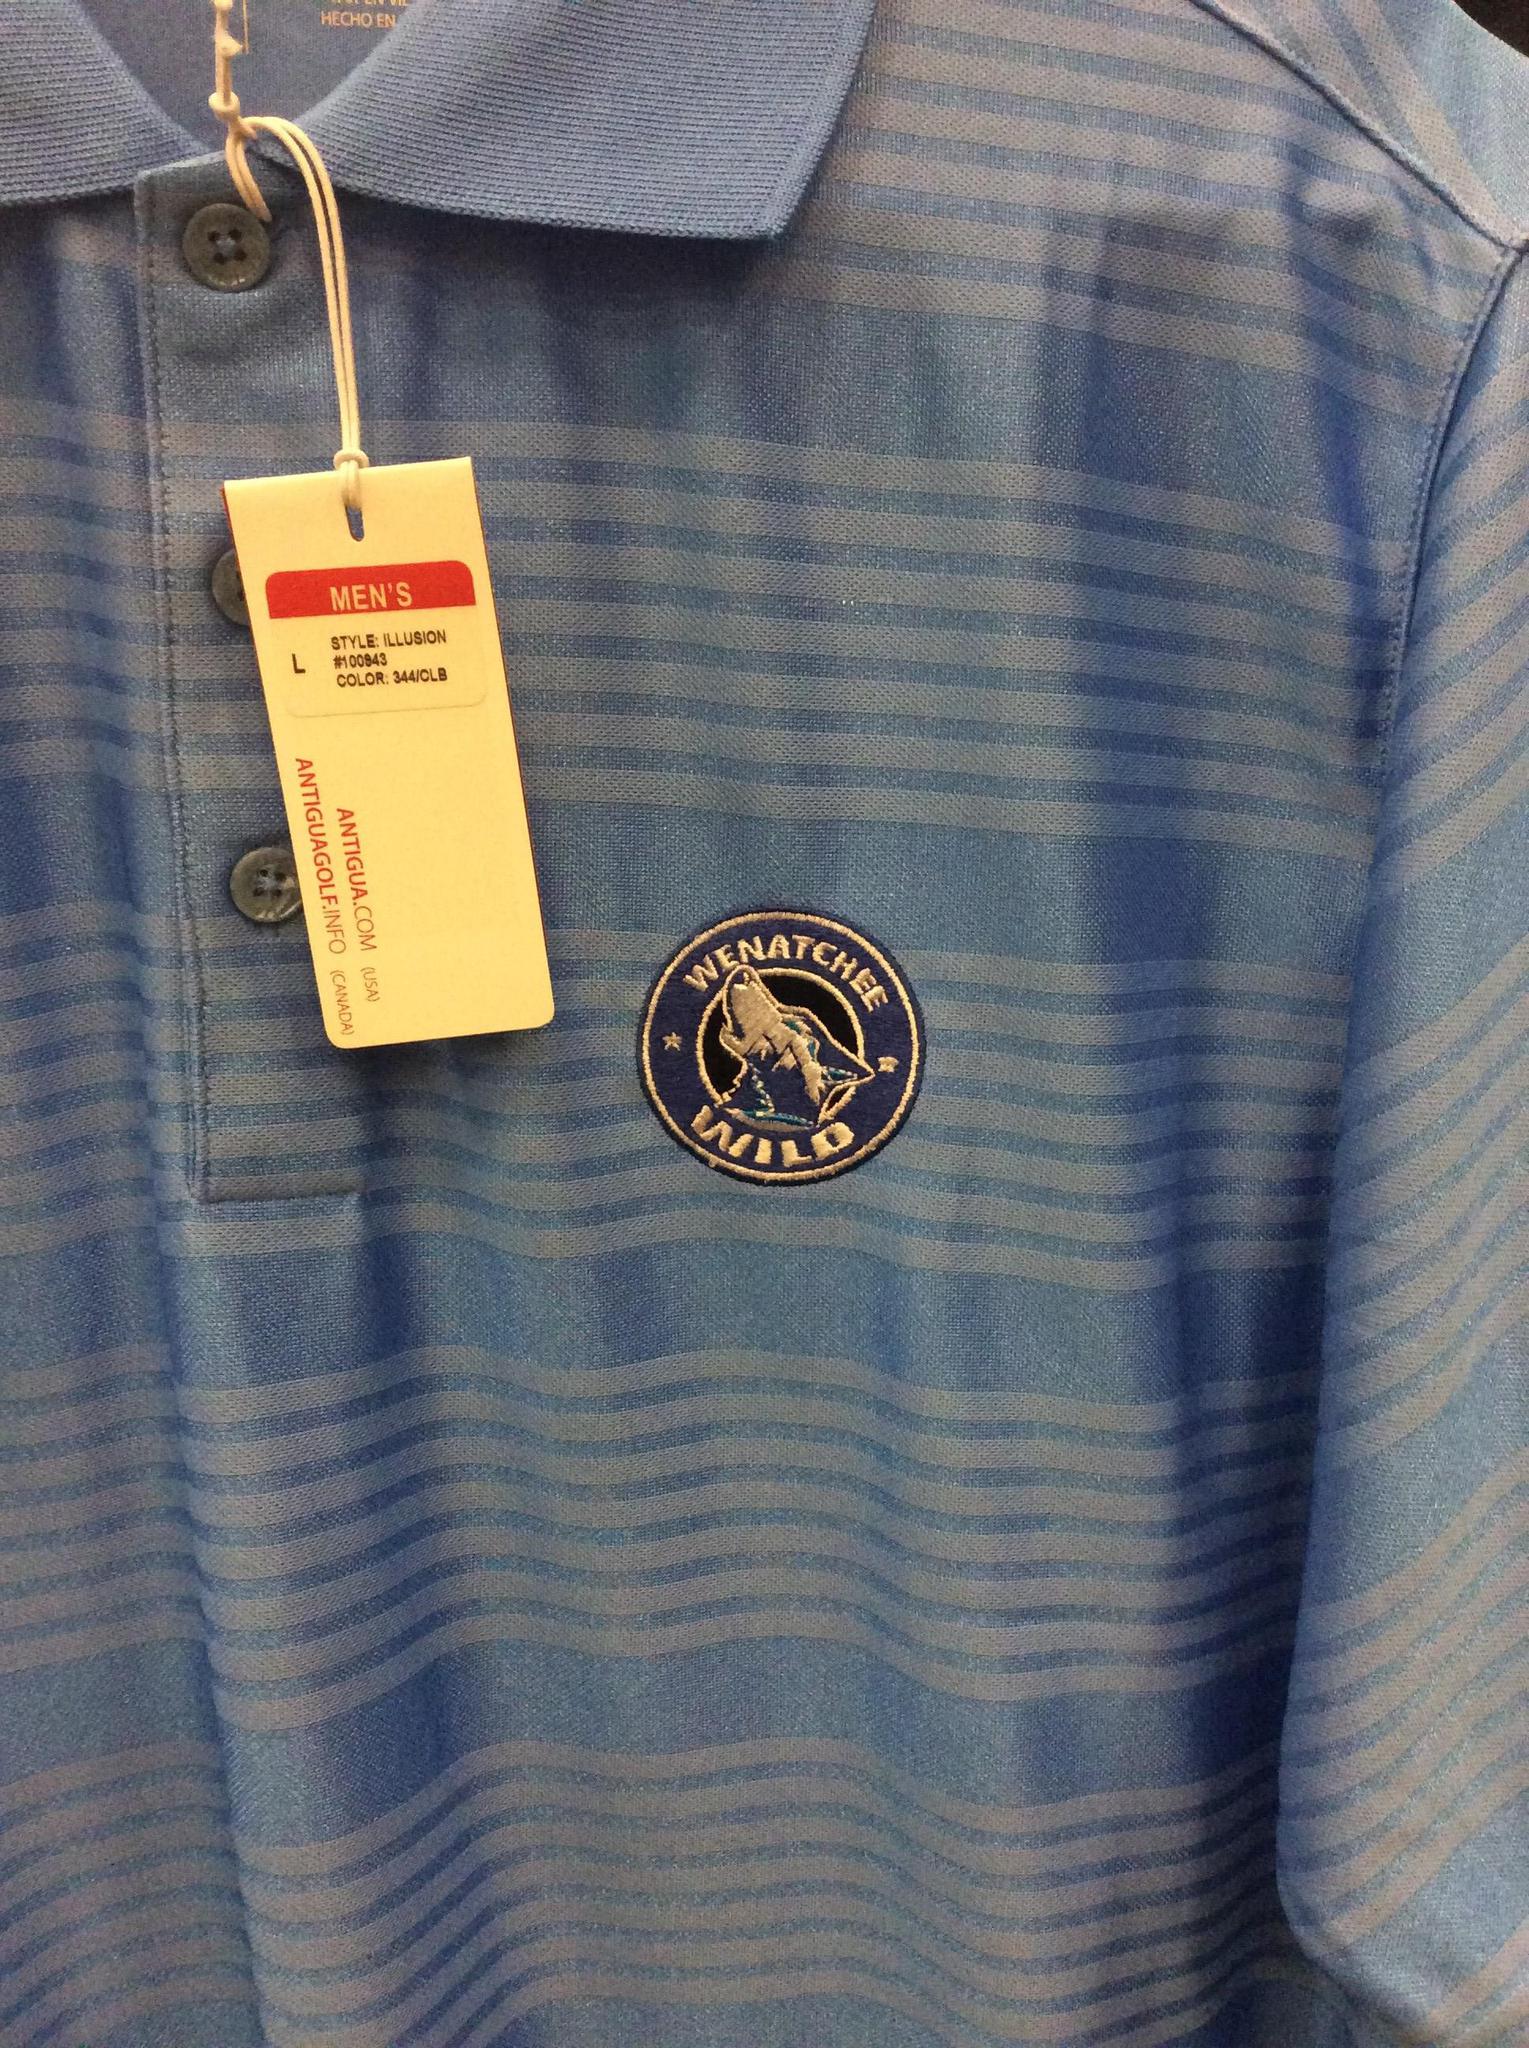 HECHO EN
MEN'S
L
STYLE: ILLUSION
#100943
COLOR: 344/CLB
ANTIGUA.COM (USA)
ANTIGUAGOLF.INFO (CANADA)
WENATCHEE
WILD